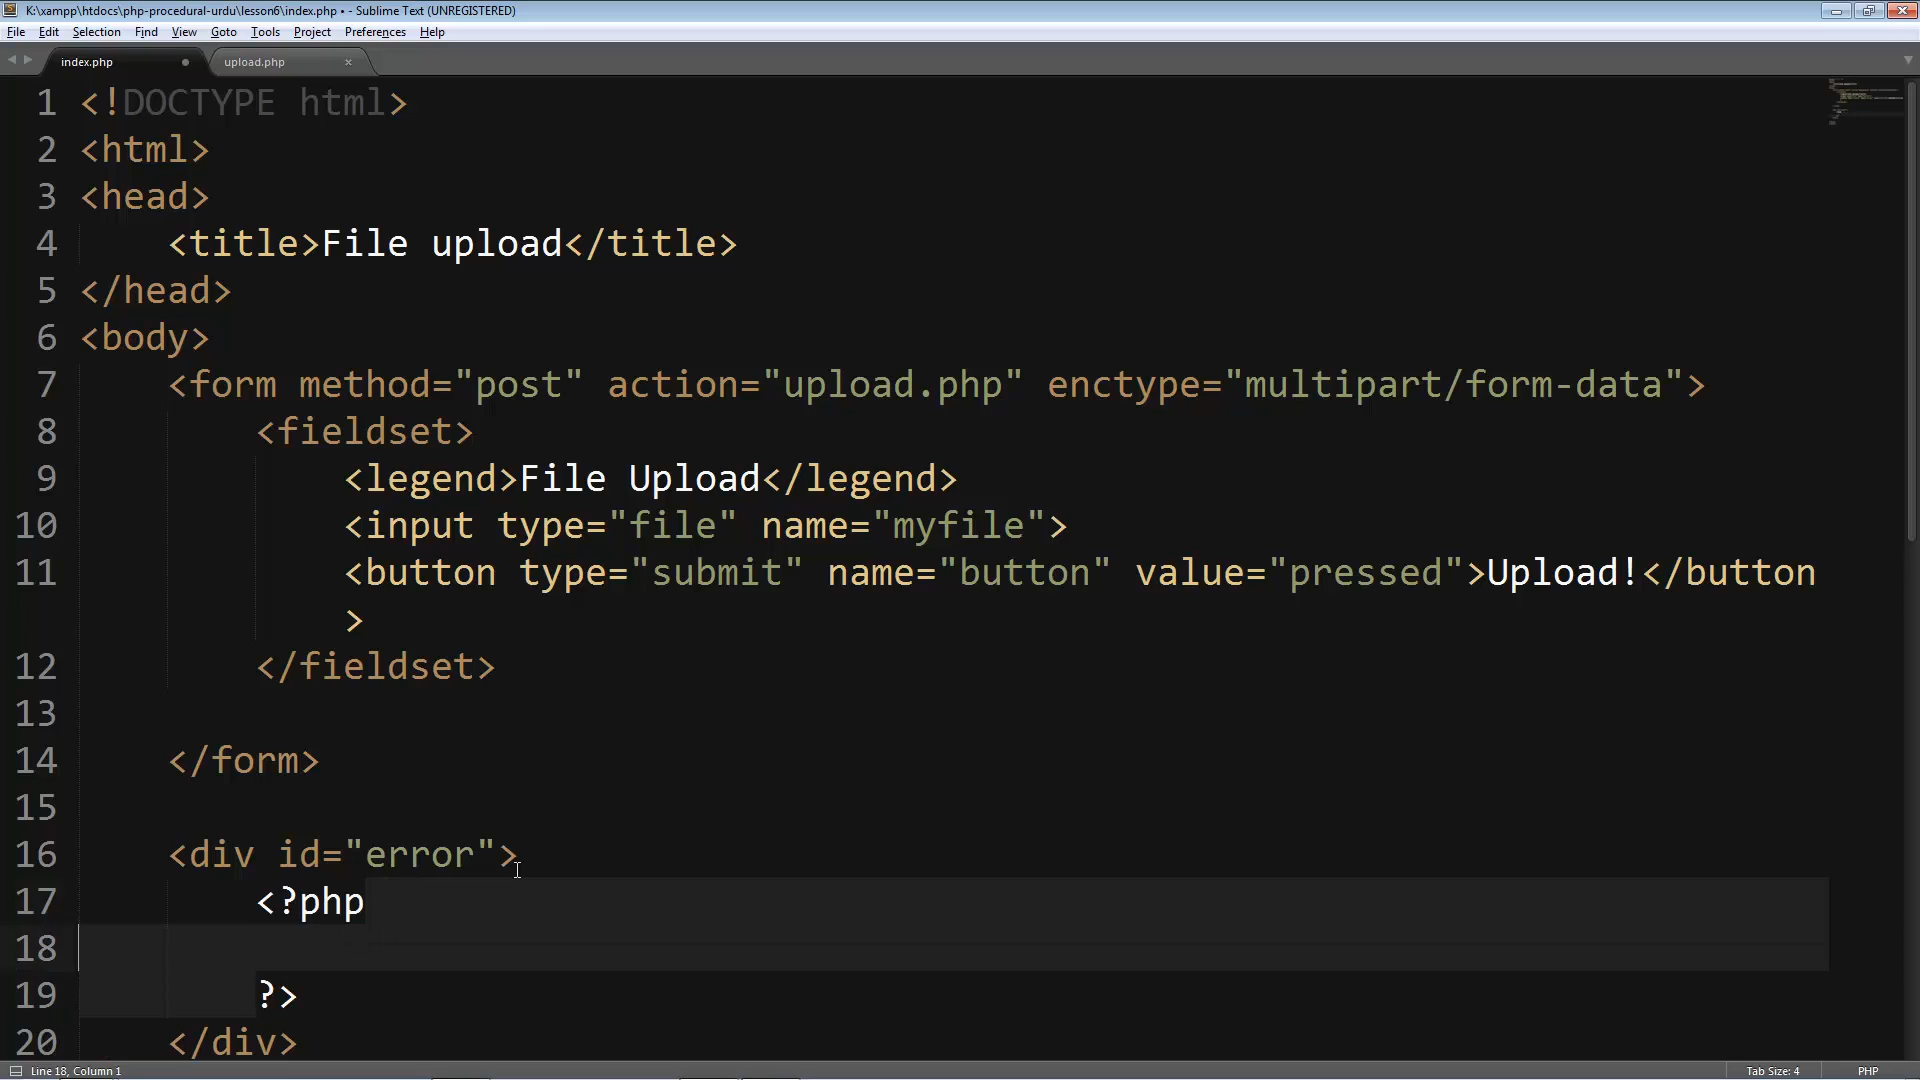 K:\xampp\htdocs\php-procedural-urdu\lesson6\index.php • - Sublime Text (UNREGISTERED)
File Edit Selection Find View Goto Tools Project Preferences Help
index.php upload.php
1 <!DOCTYPE html>
2 <html>
3 <head>
4 <title>File upload</title>
5 </head>
6 <body>
7 <form method="post" action="upload.php" enctype="multipart/form-data">
8 <fieldset>
9 <legend>File Upload</legend>
10 <input type="file" name="myfile">
11 <button type="submit" name="button" value="pressed">Upload!</button
>
12 </fieldset>
13
14 </form>
15
16 <div id="error">
17 <?php
18
19 ?>
20 </div>
Line 18, Column 1 Tab Size: 4 PHP